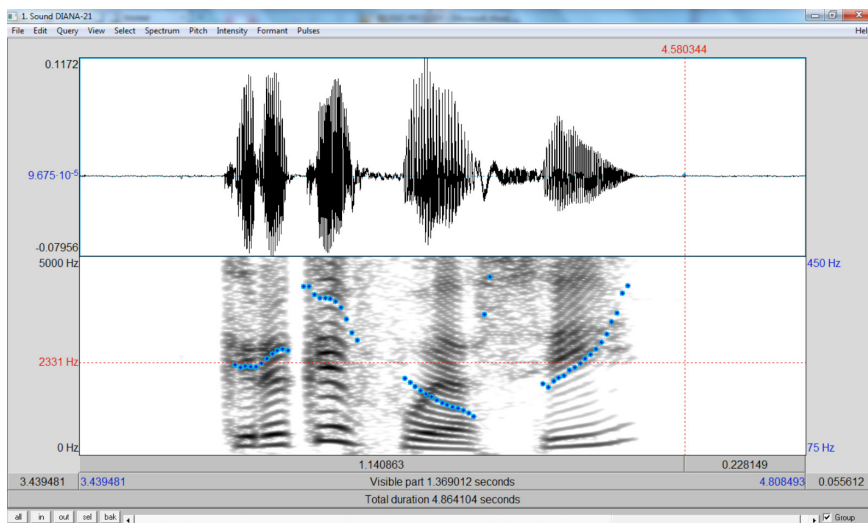 1. Sound DIANA-21
File Edit Query View Select Spectrum Pitch Intensity Formant Pulses Hel
4.580344
0.1172
9.675·10-5
-0.07956
5000 Hz 450 Hz
2331 Hz
0 Hz 75 Hz
1.140863 0.228149
3.439481 3.439481 Visible part 1.369012 seconds 4.808493 0.055612
Total duration 4.864104 seconds
all in out sel bak Group